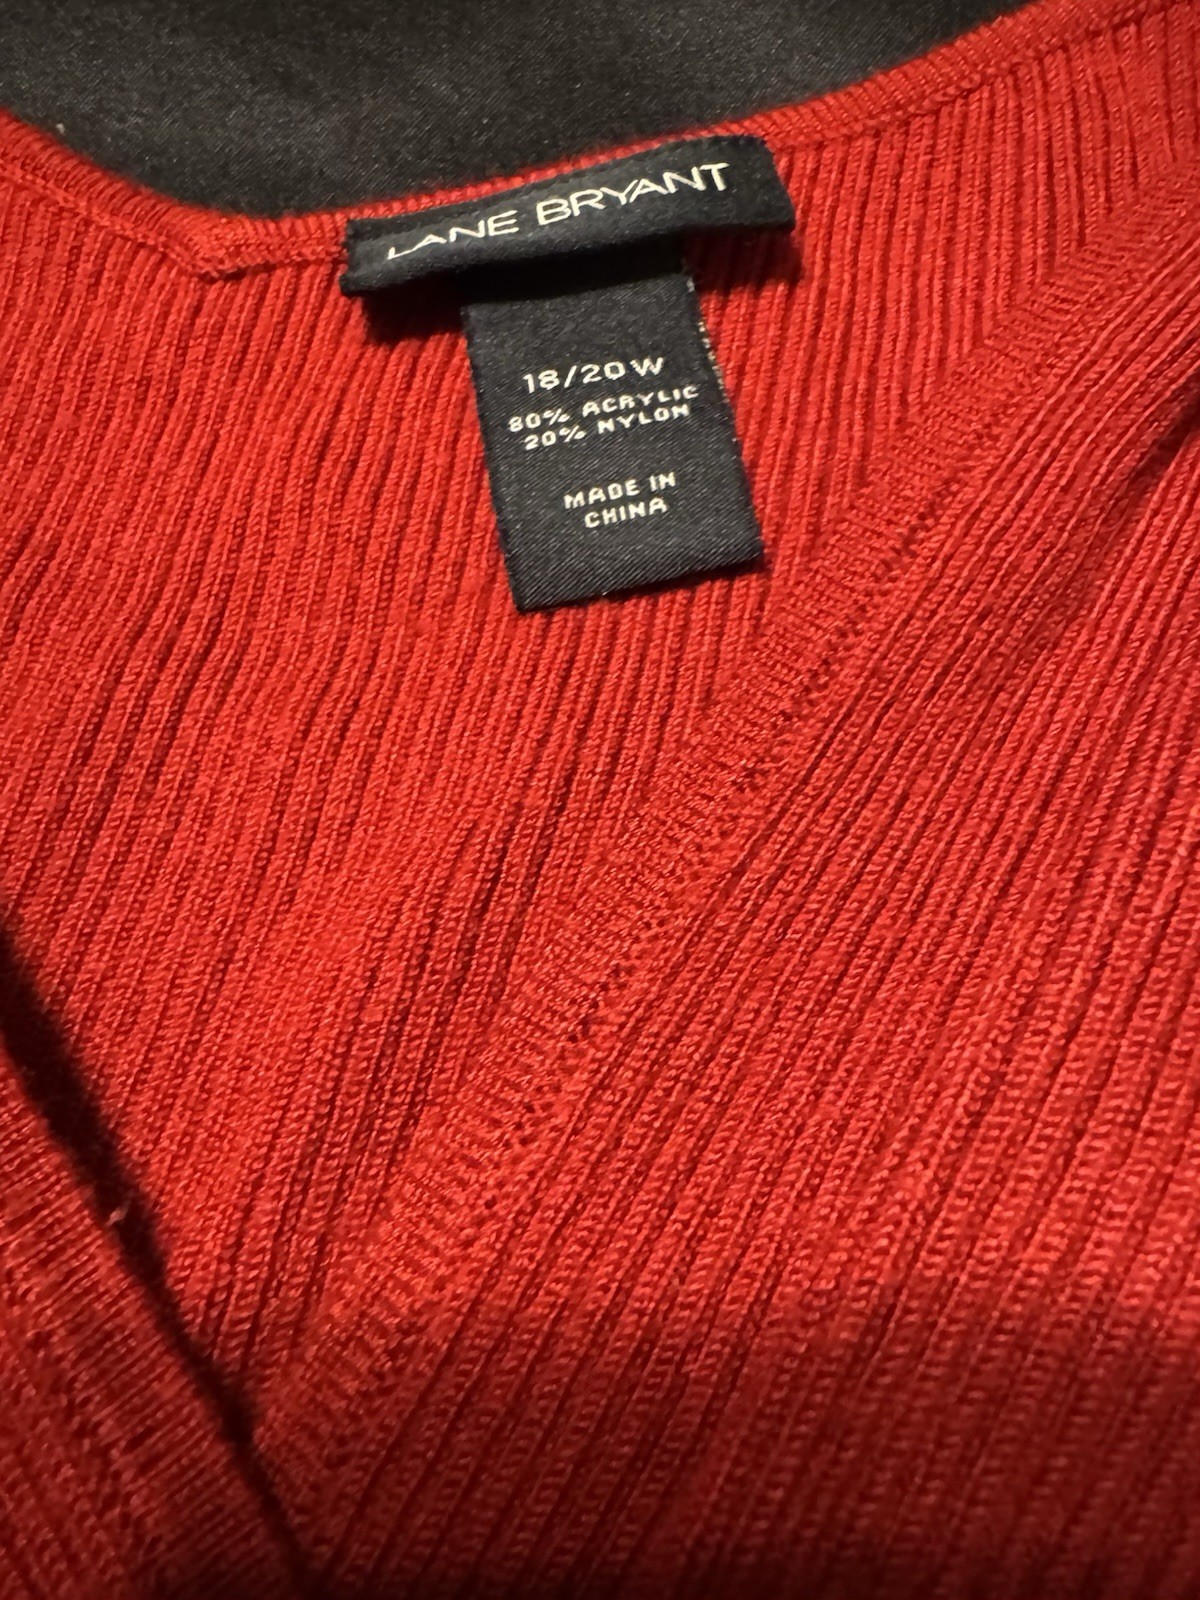 LANE BRYANT
18/20W
80% ACRYLIC
20% NYLON
MADE IN
CHINA